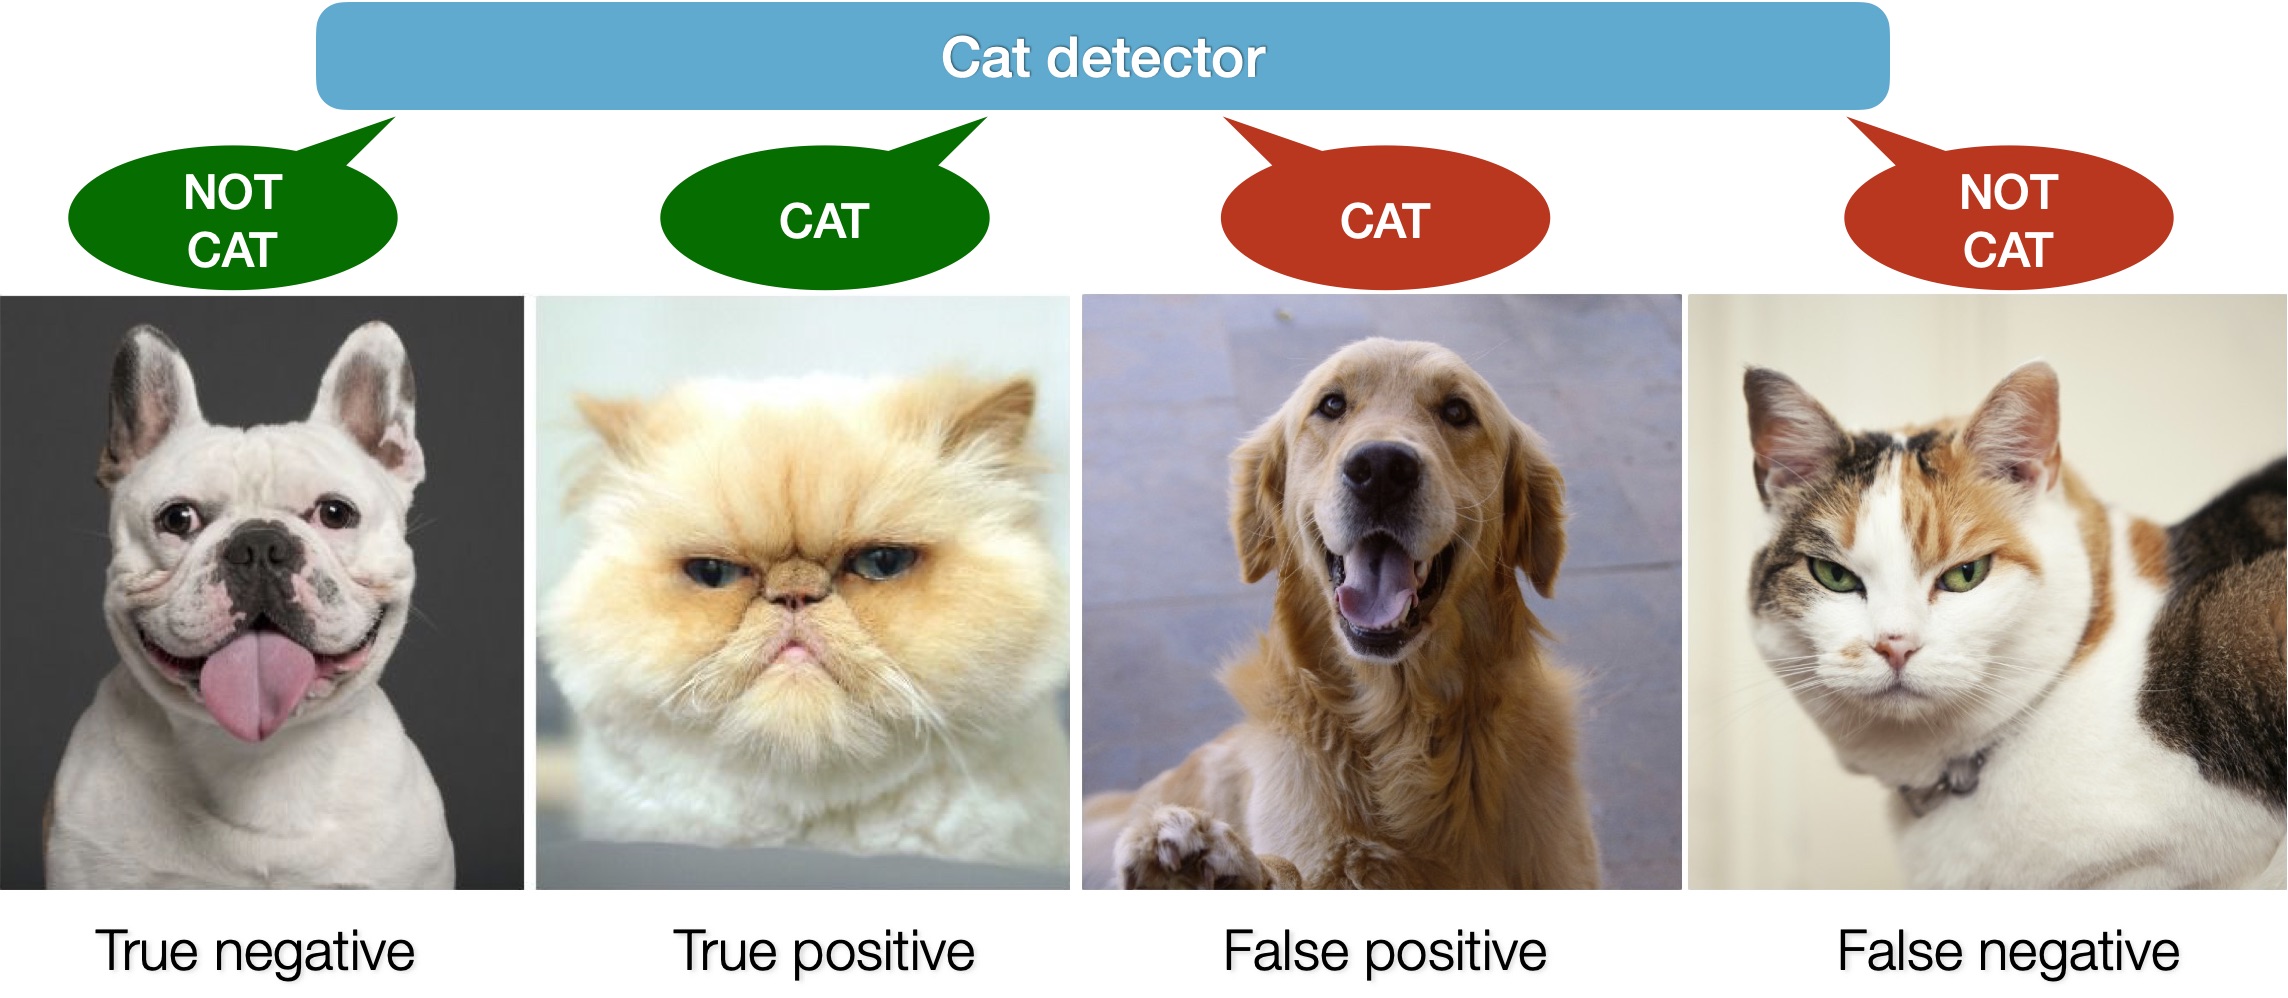 Cat detector
NOT
CAT
CAT
CAT
NOT
CAT
True negative
True positive
False positive
False negative